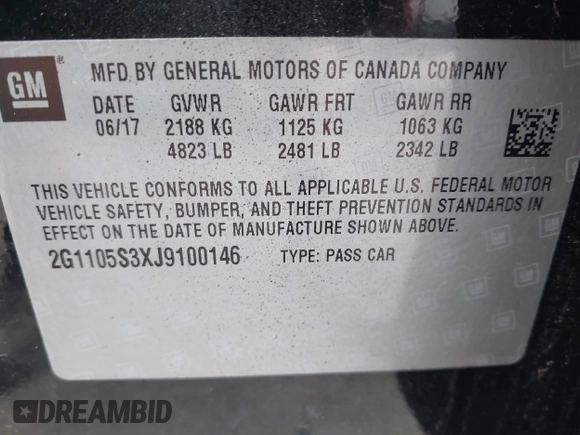 GM
MFD BY GENERAL MOTORS OF CANADA COMPANY
DATE GVWR GAWR FRT GAWR RR
06/17 2188 KG 1125 KG 1063 KG
4823 LB 2481 LB 2342 LB
THIS VEHICLE CONFORMS TO ALL APPLICABLE U.S. FEDERAL MOTOR
VEHICLE SAFETY, BUMPER, AND THEFT PREVENTION STANDARDS IN
EFFECT ON THE DATE OF MANUFACTURE SHOWN ABOVE.
2G1105S3XJ9100146 TYPE: PASS CAR
DREAMBID